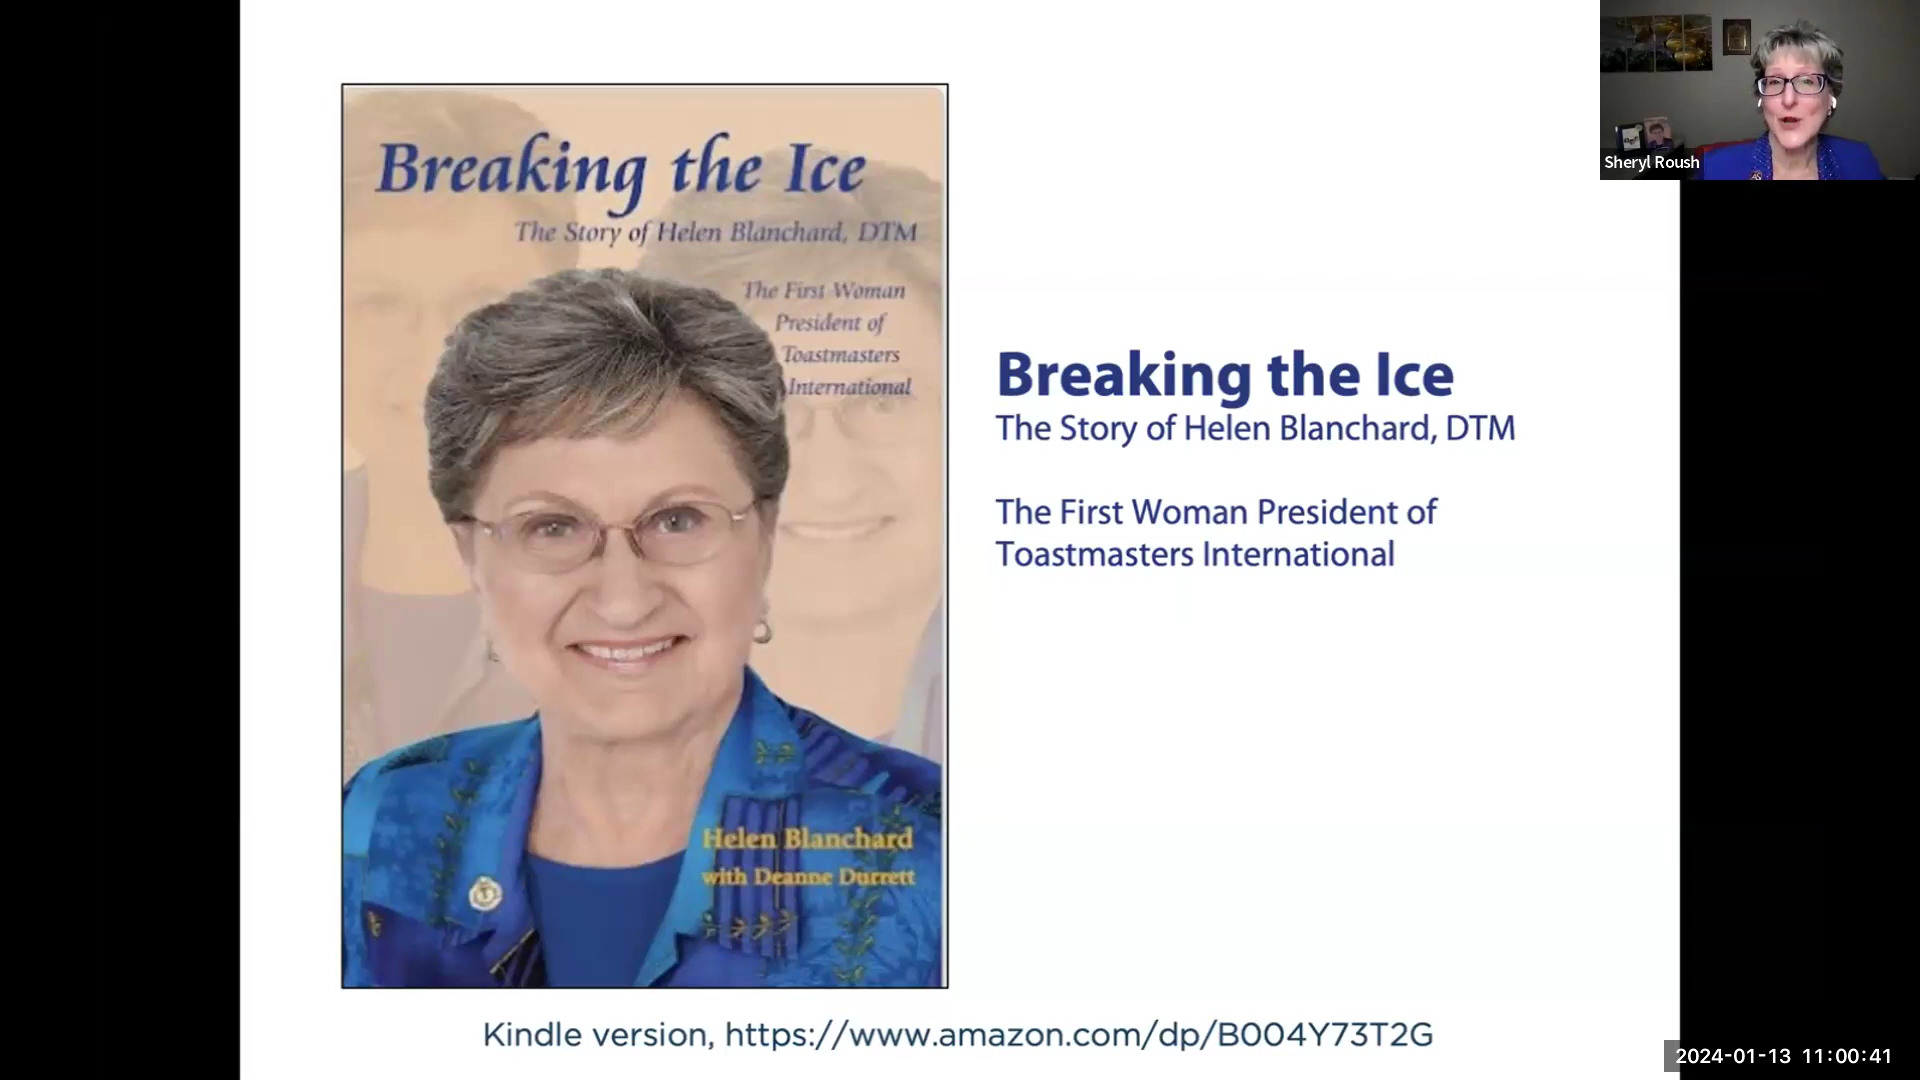 Breaking the Ice
The Story of Helen Blanchard, DTM
The First Woman
President of
Toastmasters
International
Helen Blanchard
with Deanne Durrett
Breaking the Ice
The Story of Helen Blanchard, DTM
The First Woman President of
Toastmasters International
Kindle version, https://www.amazon.com/dp/B004Y73T2G
Sheryl Roush
2024-01-13 11:00:41